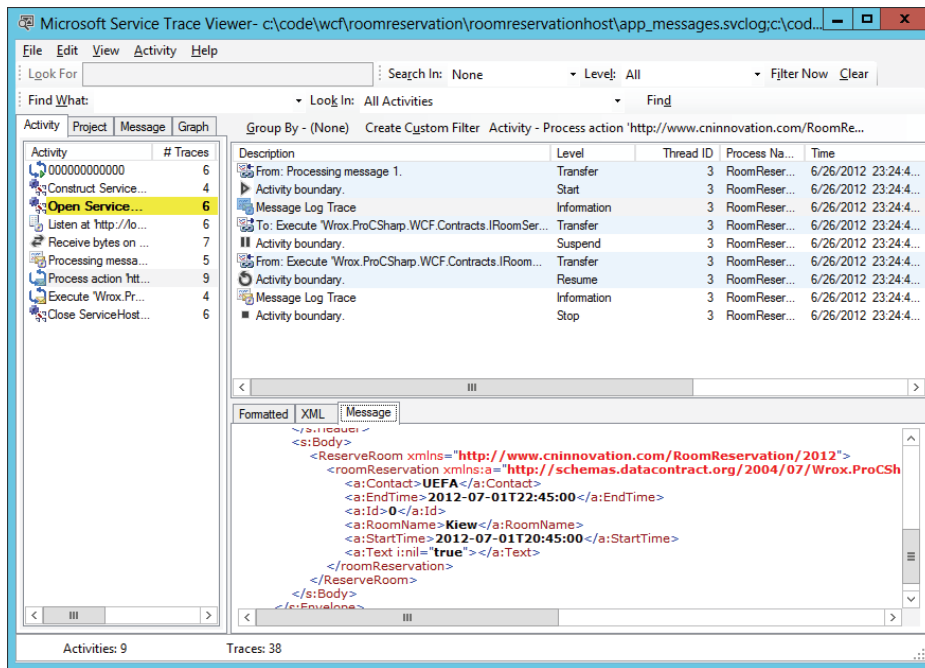 Microsoft Service Trace Viewer- c:\code\wcf\roomreservation\roomreservationhost\app_messages.svclog;c:\cod...
File Edit View Activity Help
Look For Search In: None Level: All Filter Now Clear
Find What: Look In: All Activities Find
Activity Project Message Graph Group By - (None) Create Custom Filter Activity - Process action 'http://www.cninnovation.com/RoomRe...
Activity # Traces Description Level Thread ID Process Na... Time
000000000000 6 From: Processing message 1. Transfer 3 RoomReser... 6/26/2012 23:24:4...
Construct Service... 4 Activity boundary. Start 3 RoomReser... 6/26/2012 23:24:4...
Open Service... 6 Message Log Trace Information 3 RoomReser... 6/26/2012 23:24:4...
Listen at 'http://lo... 6 To: Execute 'Wrox.ProCSharp.WCF.Contracts.IRoomSer... Transfer 3 RoomReser... 6/26/2012 23:24:4...
Receive bytes on ... 7 Activity boundary. Suspend 3 RoomReser... 6/26/2012 23:24:4...
Processing messa... 5 From: Execute 'Wrox.ProCSharp.WCF.Contracts.IRoom... Transfer 3 RoomReser... 6/26/2012 23:24:4...
Process action 'htt... 9 Activity boundary. Resume 3 RoomReser... 6/26/2012 23:24:4...
Execute 'Wrox.Pr... 4 Message Log Trace Information 3 RoomReser... 6/26/2012 23:24:4...
Close ServiceHost... 6 Activity boundary. Stop 3 RoomReser... 6/26/2012 23:24:4...
Formatted XML Message
</s:Header>
<s:Body>
<ReserveRoom xmlns="http://www.cninnovation.com/RoomReservation/2012">
<roomReservation xmlns:a="http://schemas.datacontract.org/2004/07/Wrox.ProCSh
<a:Contact>UEFA</a:Contact>
<a:EndTime>2012-07-01T22:45:00</a:EndTime>
<a:Id>0</a:Id>
<a:RoomName>Kiew</a:RoomName>
<a:StartTime>2012-07-01T20:45:00</a:StartTime>
<a:Text i:nil="true"></a:Text>
</roomReservation>
</ReserveRoom>
</s:Body>
</s:Envelope>
Activities: 9 Traces: 38